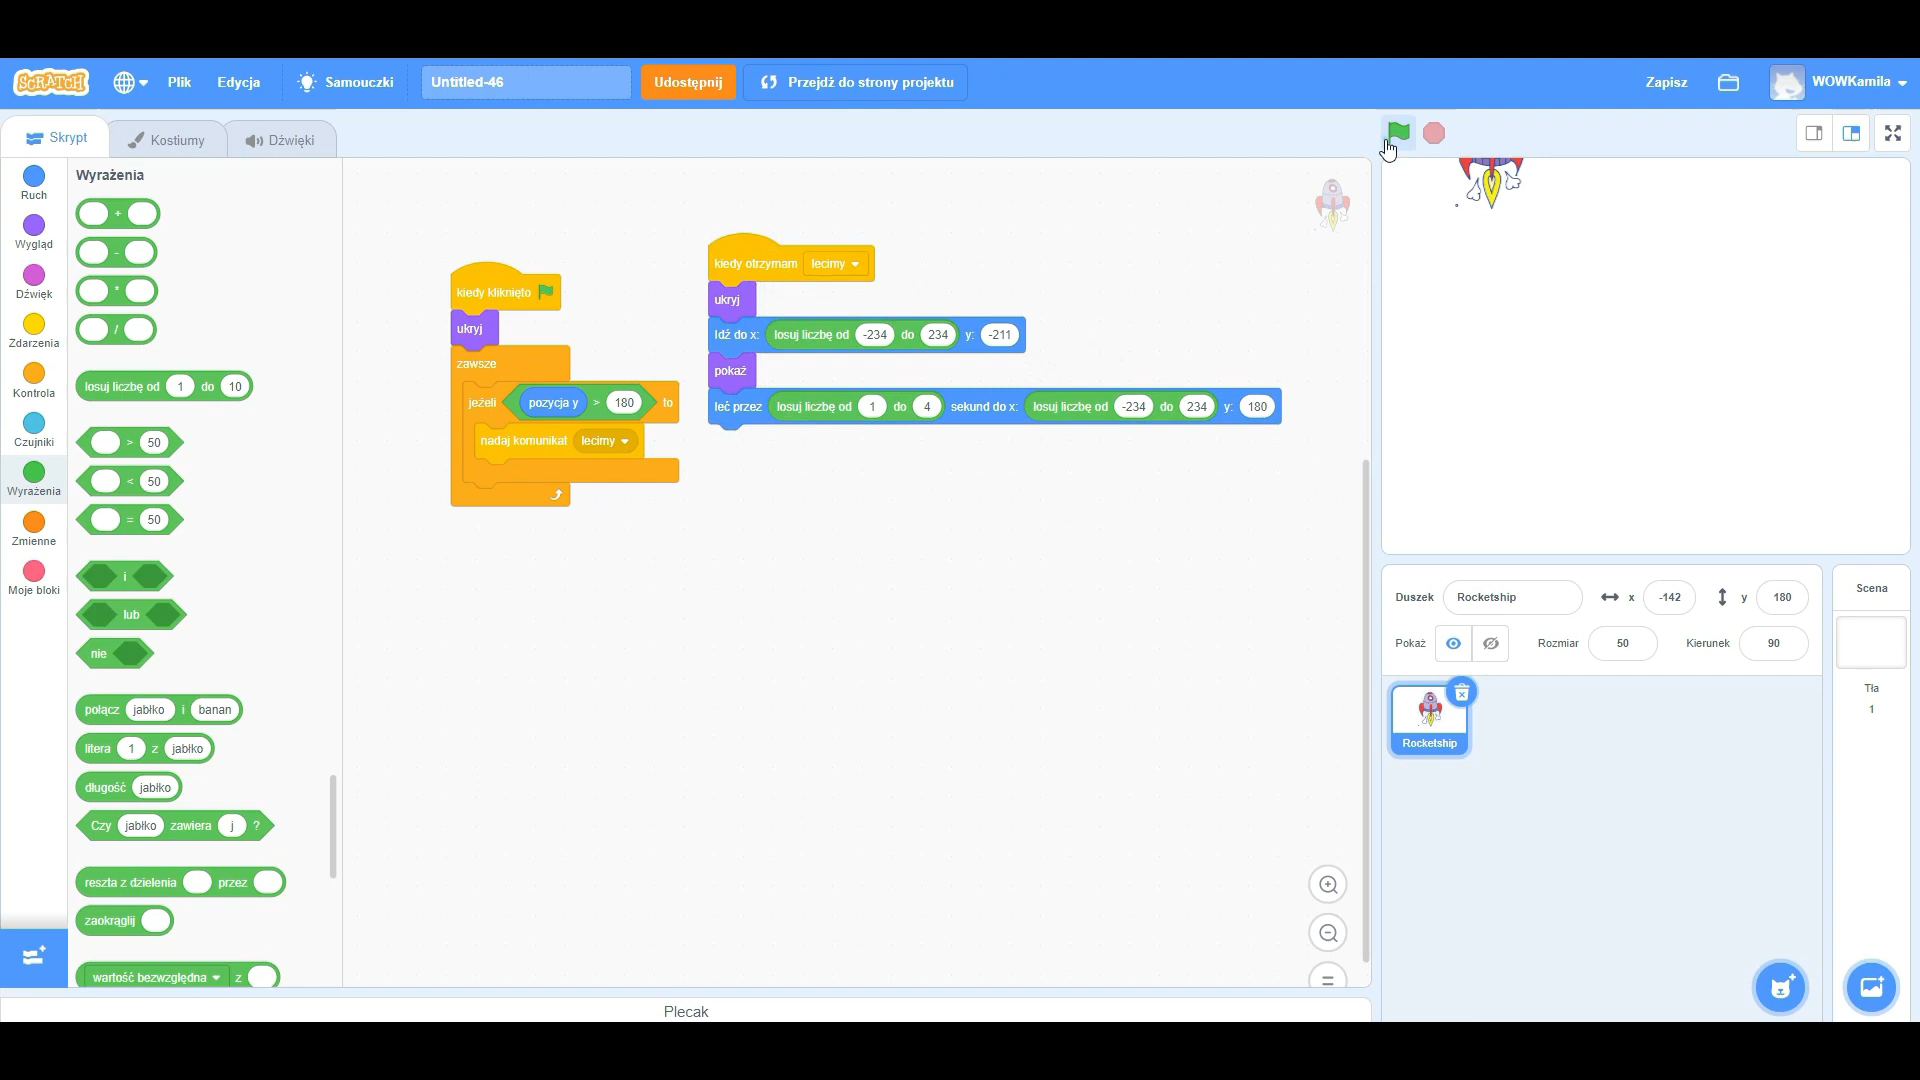 SCRATCH
Plik
Edycja
Samouczki
Untitled-46
Udostępnij
Przejdź do strony projektu
Zapisz
WOWKamila
Skrypt
Kostiumy
Dźwięki
Ruch
Wygląd
Dźwięk
Zdarzenia
Kontrola
Czujniki
Wyrażenia
Zmienne
Moje bloki
Wyrażenia
+
-
*
/
losuj liczbę od 1 do 10
> 50
< 50
= 50
i
lub
nie
połącz jabłko i banan
litera 1 z jabłko
długość jabłko
Czy jabłko zawiera j ?
reszta z dzielenia przez
zaokrąglij
wartość bezwzględna z
kiedy kliknięto
ukryj
zawsze
jeżeli pozycja y > 180 to
nadaj komunikat lecimy
kiedy otrzymam lecimy
ukryj
Idź do x: losuj liczbę od -234 do 234 y: -211
pokaż
leć przez losuj liczbę od 1 do 4 sekund do x: losuj liczbę od -234 do 234 y: 180
Plecak
Duszek Rocketship x -142 y 180
Pokaż Rozmiar 50 Kierunek 90
Rocketship
Scena
Tła
1